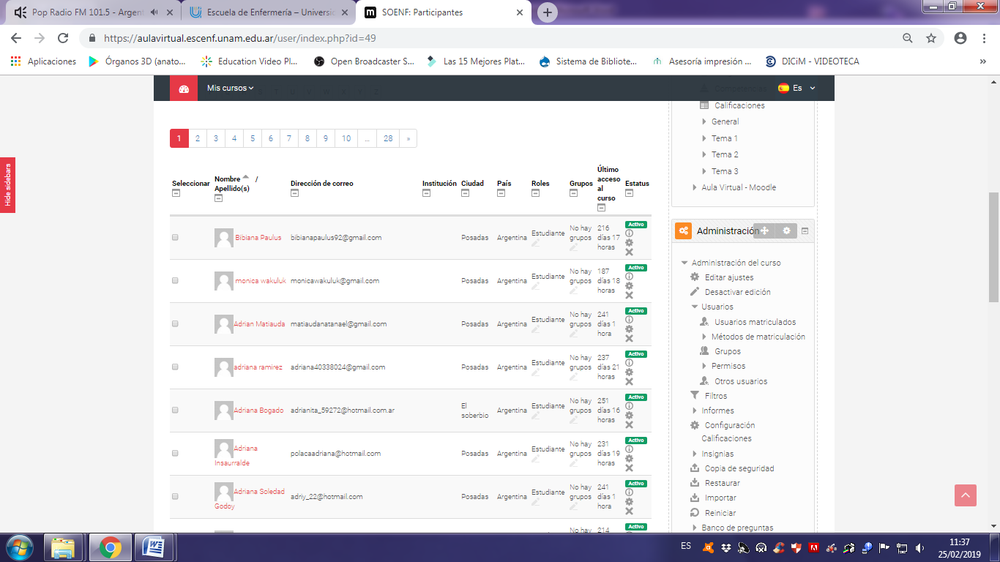 Pop Radio FM 101.5 - Argent
Escuela de Enfermería – Universid
SOENF: Participantes
https://aulavirtual.escenf.unam.edu.ar/user/index.php?id=49
Aplicaciones
Órganos 3D (anato...
Education Video Pl...
Open Broadcaster S...
Las 15 Mejores Plat...
Sistema de Bibliote...
Asesoría impresión ...
DICiM - VIDEOTECA
»
Mis cursos
Es
Hide sidebars
1 2 3 4 5 6 7 8 9 10 ... 28 »
Seleccionar
Nombre /
Apellido(s)
Dirección de correo
Institución
Ciudad
País
Roles
Grupos
Último
acceso
al
curso
Estatus
Bibiana Paulus
bibianapaulus92@gmail.com
Posadas
Argentina
Estudiante
No hay
grupos
216
días 17
horas
Activo
monica wakuluk
monicawakuluk@gmail.com
Posadas
Argentina
Estudiante
No hay
grupos
187
días 18
horas
Activo
Adrian Matiauda
matiaudanatanael@gmail.com
Posadas
Argentina
Estudiante
No hay
grupos
241
días 1
hora
Activo
adriana ramirez
adriana40338024@gmail.com
Posadas
Argentina
Estudiante
No hay
grupos
237
días 21
horas
Activo
Adriana Bogado
adrianita_59272@hotmail.com.ar
El
soberbio
Argentina
Estudiante
No hay
grupos
251
días 16
horas
Activo
Adriana
Insaurralde
polacaadriana@hotmail.com
Posadas
Argentina
Estudiante
No hay
grupos
231
días 19
horas
Activo
Adriana Soledad
Godoy
adriy_22@hotmail.com
Posadas
Argentina
Estudiante
No hay
grupos
241
días 1
hora
Activo
No hay
214
Activo
Competencias
Calificaciones
General
Tema 1
Tema 2
Tema 3
Aula Virtual - Moodle
Administración
Administración del curso
Editar ajustes
Desactivar edición
Usuarios
Usuarios matriculados
Métodos de matriculación
Grupos
Permisos
Otros usuarios
Filtros
Informes
Configuración
Calificaciones
Insignias
Copia de seguridad
Restaurar
Importar
Reiniciar
Banco de preguntas
ES
11:37
25/02/2019